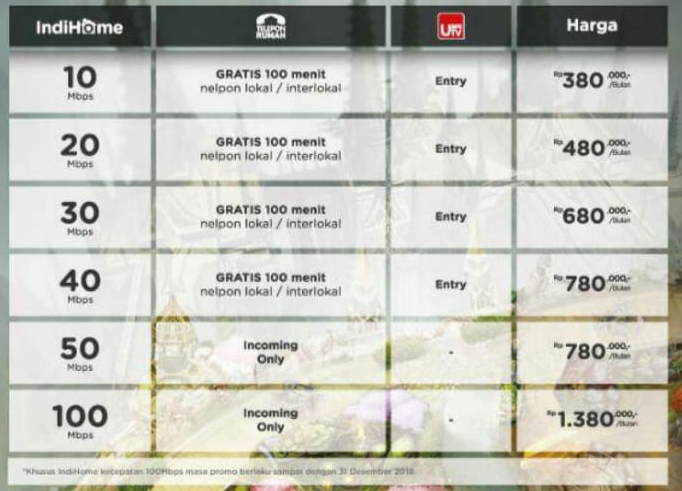 IndiHome TELEPON RUMAH UTV Harga
10 Mbps GRATIS 100 menit nelpon lokal / interlokal Entry Rp 380 .000,- /Bulan
20 Mbps GRATIS 100 menit nelpon lokal / interlokal Entry Rp 480 .000,- /Bulan
30 Mbps GRATIS 100 menit nelpon lokal / interlokal Entry Rp 680 .000,- /Bulan
40 Mbps GRATIS 100 menit nelpon lokal / interlokal Entry Rp 780 .000,- /Bulan
50 Mbps Incoming Only - Rp 780 .000,- /Bulan
100 Mbps Incoming Only - Rp 1.380 .000,- /Bulan
*Khusus IndiHome kecepatan 100Mbps masa promo berlaku sampai dengan 31 Desember 2018.